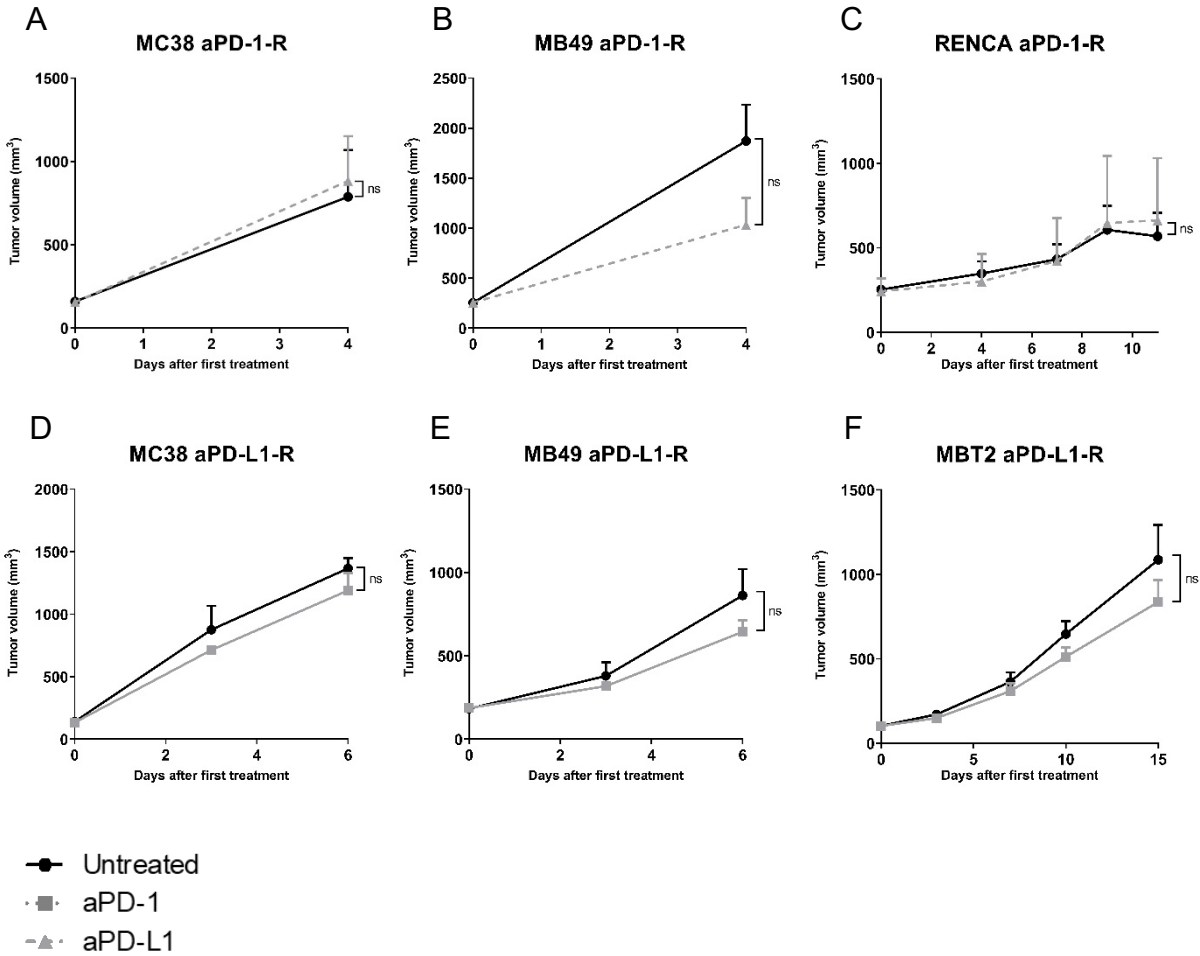 A
MC38 aPD-1-R
Tumor volume (mm³)
1500
1000
500
0
ns
0 1 2 3 4
Days after first treatment
B
MB49 aPD-1-R
Tumor volume (mm³)
2500
2000
1500
1000
500
0
ns
0 1 2 3 4
Days after first treatment
C
RENCA aPD-1-R
Tumor volume (mm³)
1500
1000
500
0
ns
0 2 4 6 8 10
Days after first treatment
D
MC38 aPD-L1-R
Tumor volume (mm³)
2000
1500
1000
500
0
ns
0 2 4 6
Days after first treatment
E
MB49 aPD-L1-R
Tumor volume (mm³)
1500
1000
500
0
ns
0 2 4 6
Days after first treatment
F
MBT2 aPD-L1-R
Tumor volume (mm³)
1500
1000
500
0
ns
0 5 10 15
Days after first treatment
Untreated
aPD-1
aPD-L1